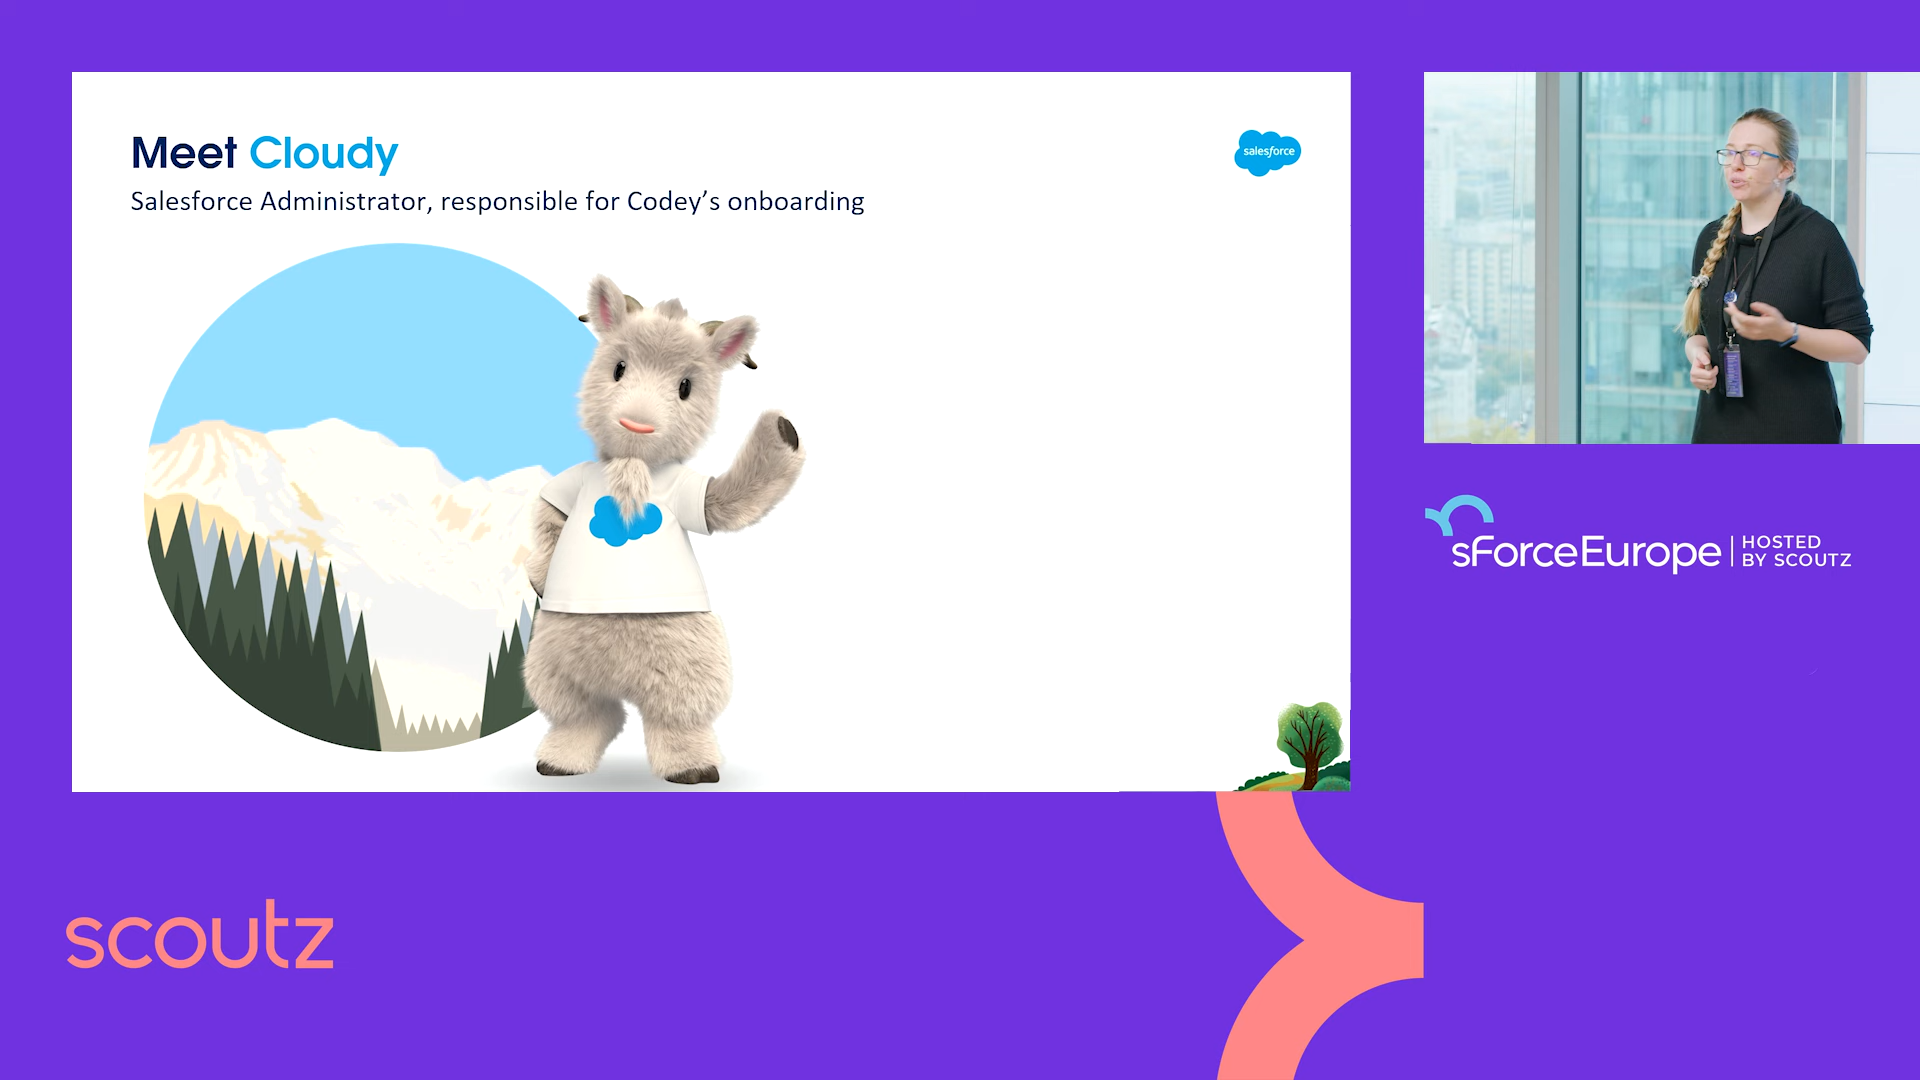 Meet Cloudy
Salesforce Administrator, responsible for Codey’s onboarding
salesforce
sForceEurope
HOSTED
BY SCOUTZ
scoutz